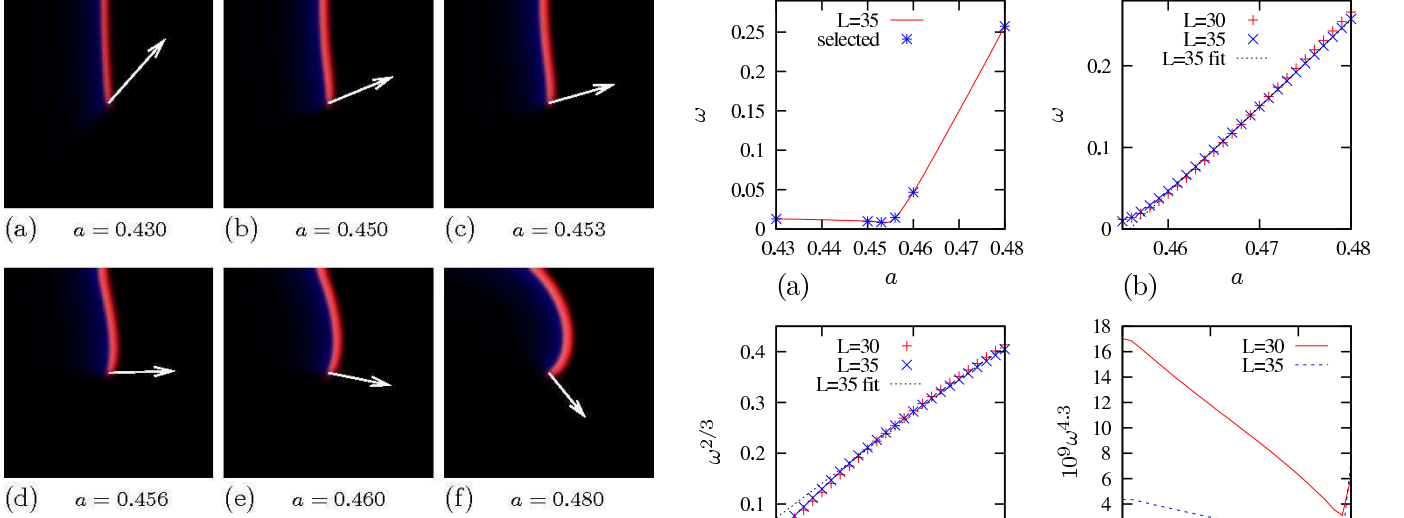 (a) a = 0.430
(b) a = 0.450
(c) a = 0.453
(d) a = 0.456
(e) a = 0.460
(f) a = 0.480
L=35
selected
ω
0.25
0.2
0.15
0.1
0.05
0
0.43 0.44 0.45 0.46 0.47 0.48
(a) a
L=30
L=35
L=35 fit
ω
0.2
0.1
0
0.46 0.47 0.48
(b) a
L=30
L=35
L=35 fit
ω2/3
0.4
0.3
0.2
0.1
L=30
L=35
10⁹ω4.3
18
16
14
12
10
8
6
4